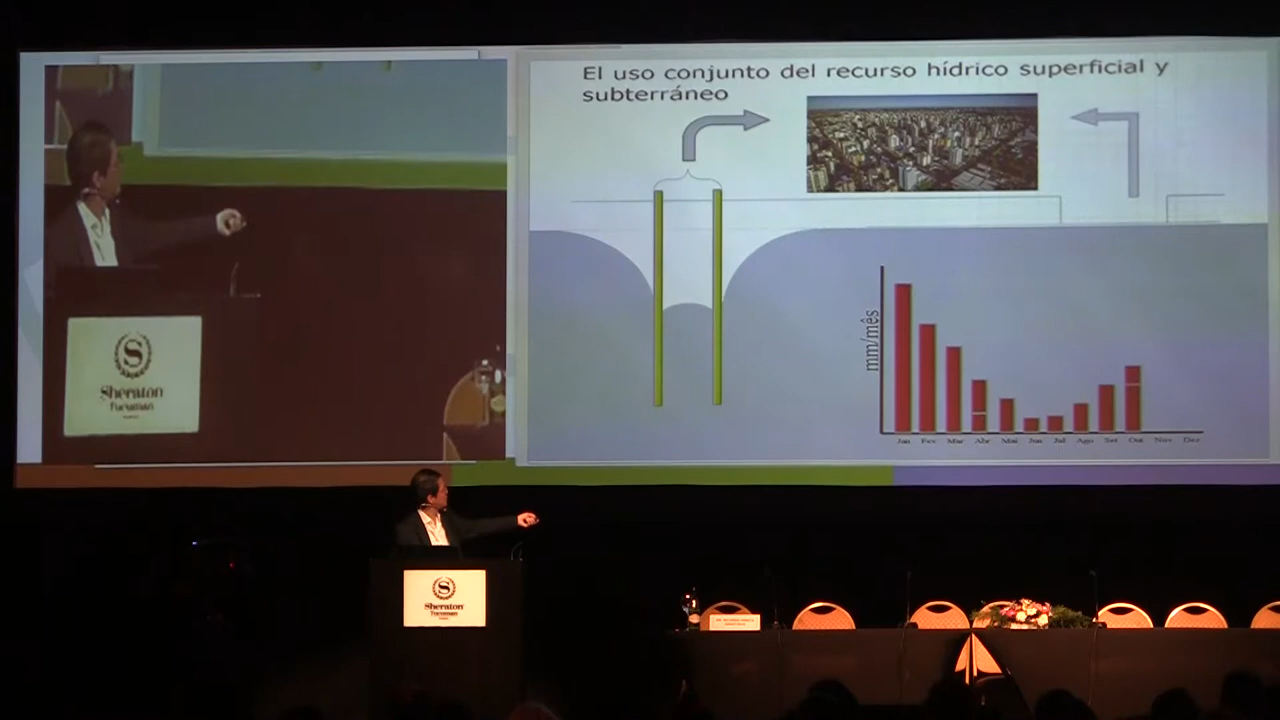 El uso conjunto del recurso hídrico superficial y
subterráneo
mm/mês
Jan Fev Mar Abr Mai Jun Jul Ago Set Out Nov Dez
S
Sheraton
Tucuman
S
Sheraton
Tucuman